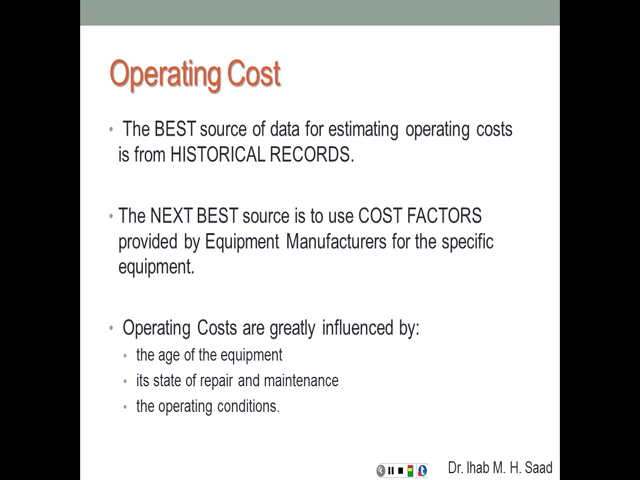 Operating Cost
• The BEST source of data for estimating operating costs
is from HISTORICAL RECORDS.
• The NEXT BEST source is to use COST FACTORS
provided by Equipment Manufacturers for the specific
equipment.
• Operating Costs are greatly influenced by:
• the age of the equipment
• its state of repair and maintenance
• the operating conditions.
Dr. Ihab M. H. Saad